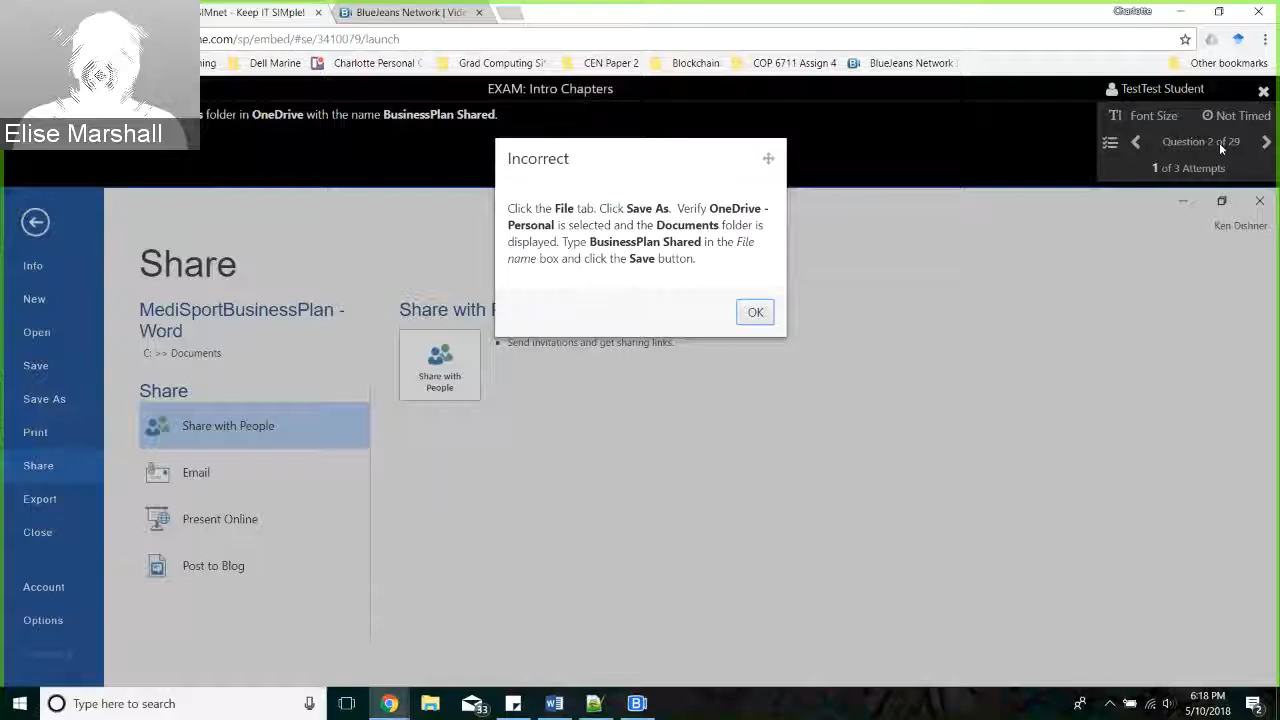 SIMnet - Keep IT SIMple!
BlueJeans Network | Vide
Charlotte
ne.com/sp/embed/#se/3410079/launch
Dell Marine
Charlotte Personal
Grad Computing Si
CEN Paper 2
Blockchain
COP 6711 Assign 4
BlueJeans Network
Other bookmarks
EXAM: Intro Chapters
TestTest Student
folder in OneDrive with the name BusinessPlan Shared.
Font Size
Not Timed
Elise Marshall
Question 2 of 29
1 of 3 Attempts
Incorrect
Click the File tab. Click Save As. Verify OneDrive -
Personal is selected and the Documents folder is
displayed. Type BusinessPlan Shared in the File
name box and click the Save button.
OK
Ken Dishner
Info
New
Open
Save
Save As
Print
Share
Export
Close
Account
Options
Share
MediSportBusinessPlan -
Word
C: >> Documents
Share
Share with People
Email
Present Online
Post to Blog
Share with
Share with
People
Send invitations and get sharing links.
Type here to search
33
6:18 PM
5/10/2018
2